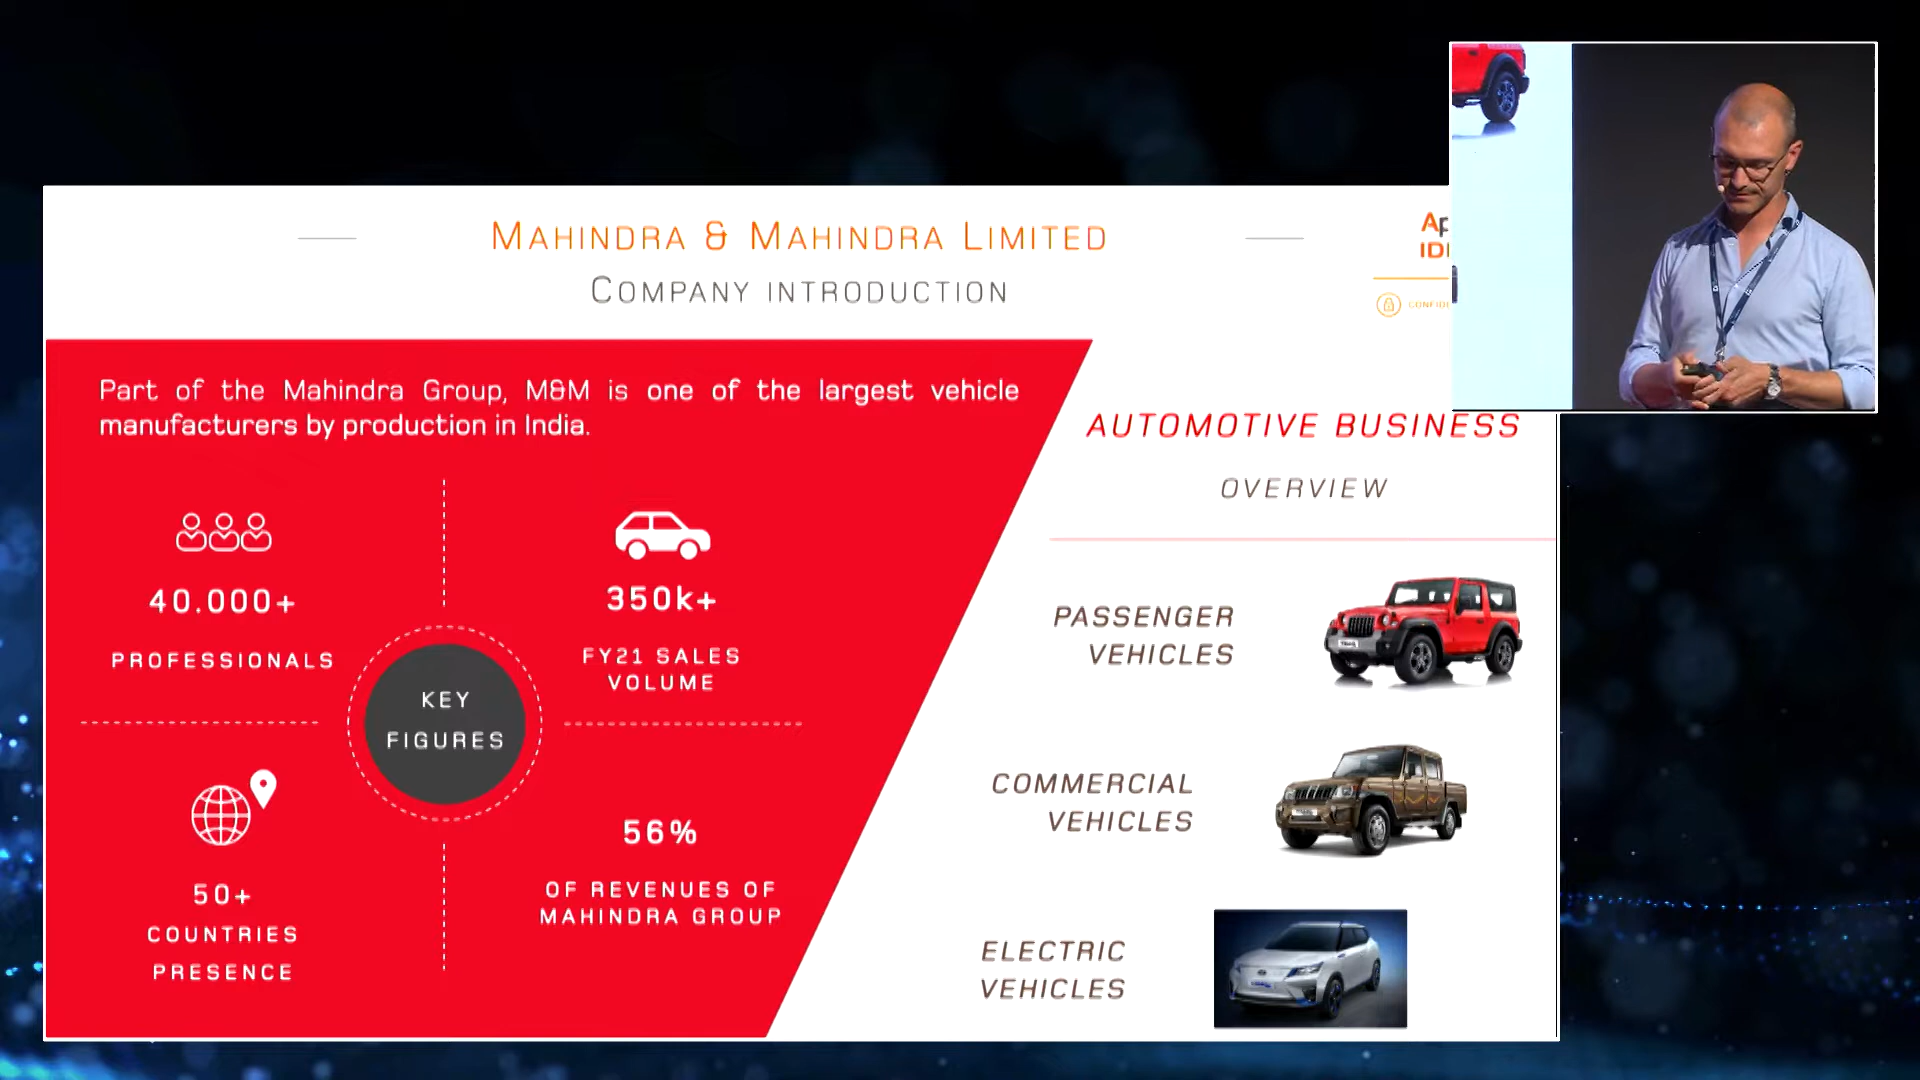 MAHINDRA & MAHINDRA LIMITED
COMPANY INTRODUCTION
Part of the Mahindra Group, M&M is one of the largest vehicle
manufacturers by production in India.
40.000+
PROFESSIONALS
350k+
FY21 SALES
VOLUME
KEY
FIGURES
50+
COUNTRIES
PRESENCE
56%
OF REVENUES OF
MAHINDRA GROUP
AUTOMOTIVE BUSINESS
OVERVIEW
PASSENGER
VEHICLES
COMMERCIAL
VEHICLES
ELECTRIC
VEHICLES